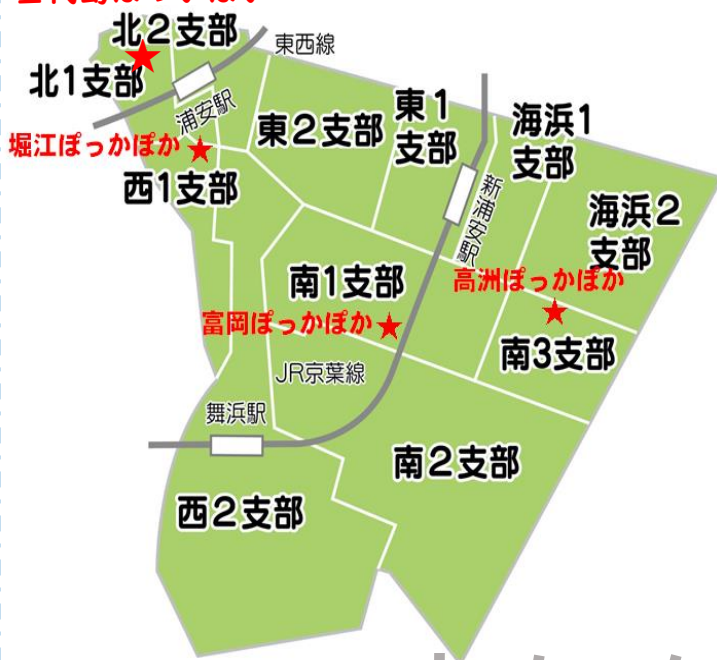 北2支部
東西線
北1支部
浦安駅
堀江ぽっかぽか
西1支部
東2支部
東1
支部
海浜1
支部
新浦安駅
海浜2
支部
南1支部
高洲ぽっかぽか
富岡ぽっかぽか
南3支部
JR京葉線
舞浜駅
南2支部
西2支部